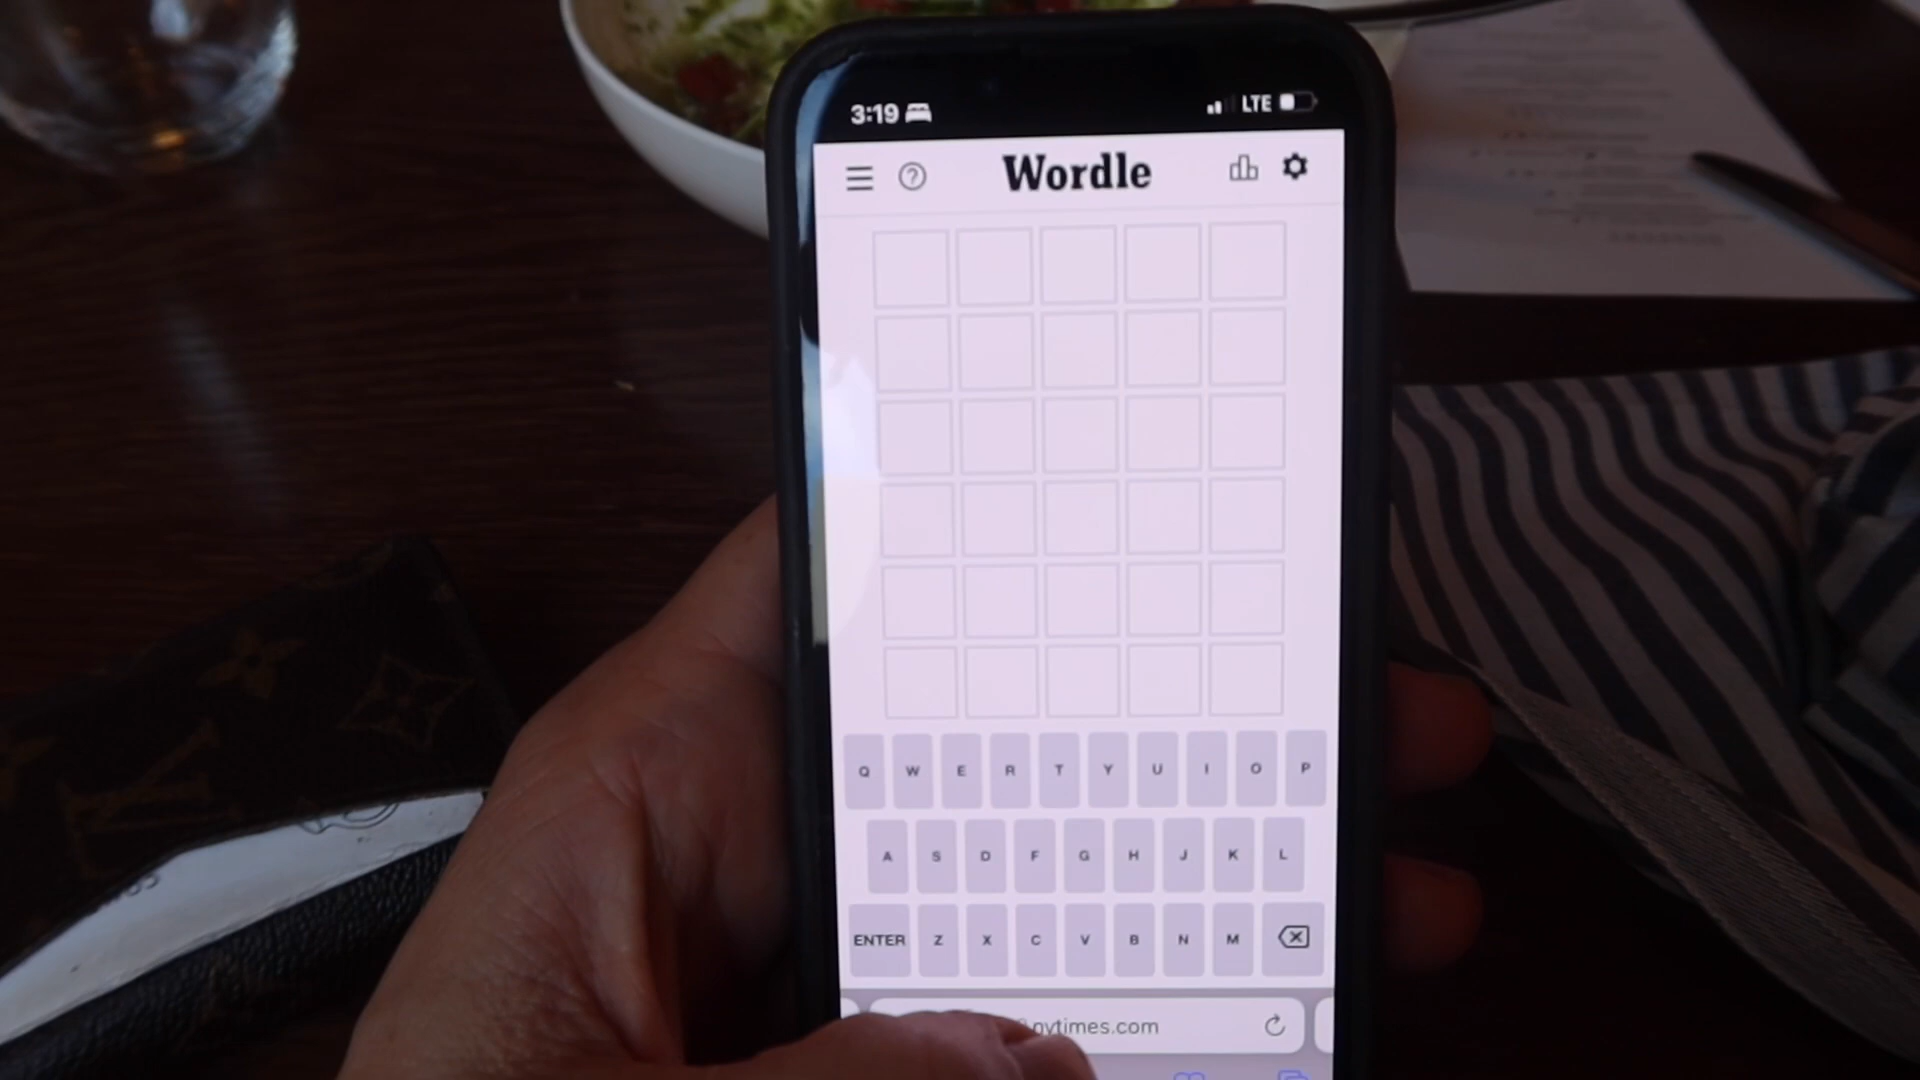 3:19 LTE
Wordle
Q W E R T Y U I O P
A S D F G H J K L
ENTER Z X C V B N M
nytimes.com